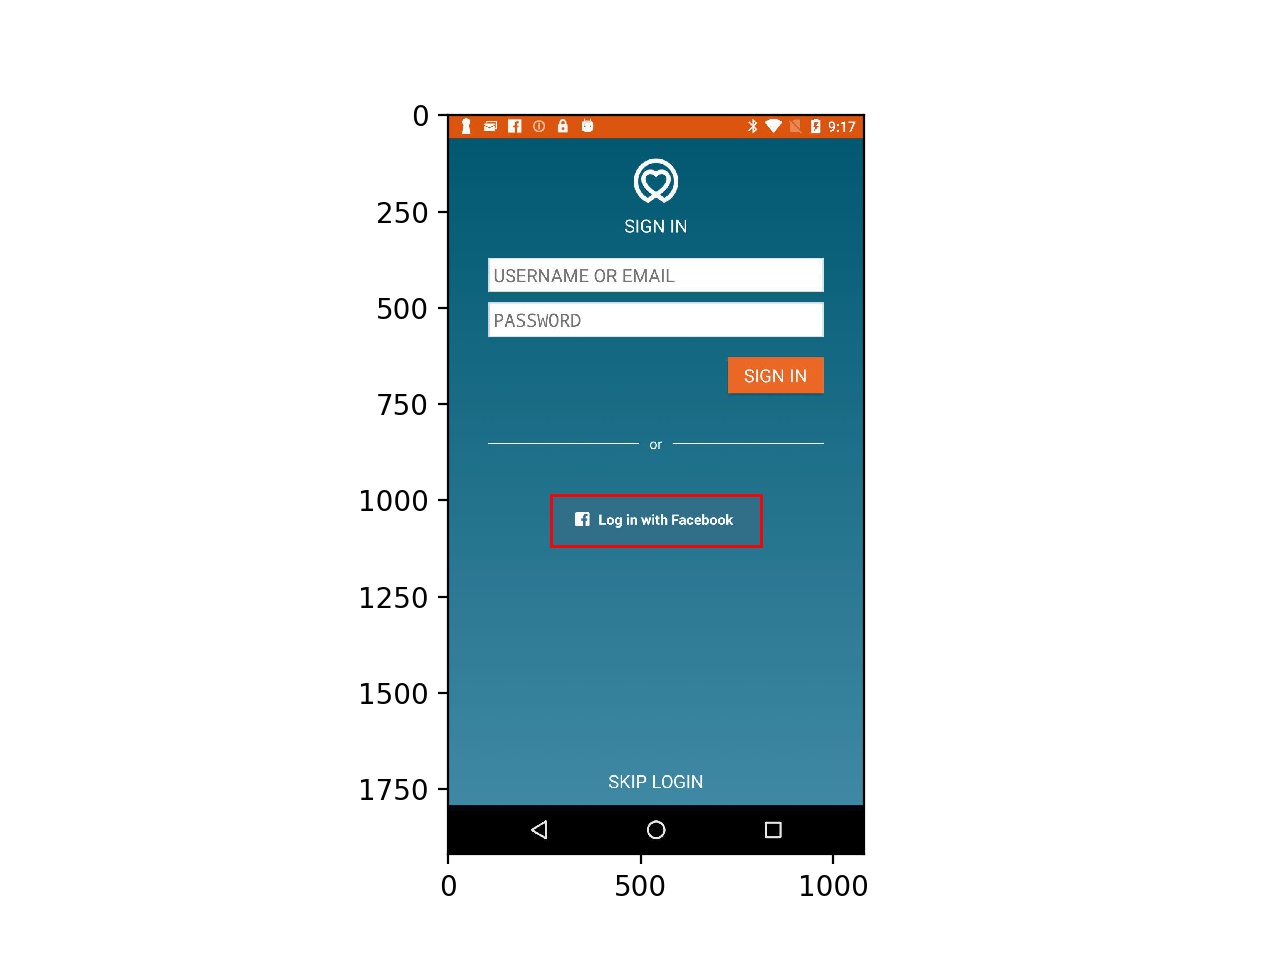 0
9:17
250
SIGN IN
USERNAME OR EMAIL
500
PASSWORD
SIGN IN
750
or
1000
Log in with Facebook
1250
1500
SKIP LOGIN
1750
0 500 1000